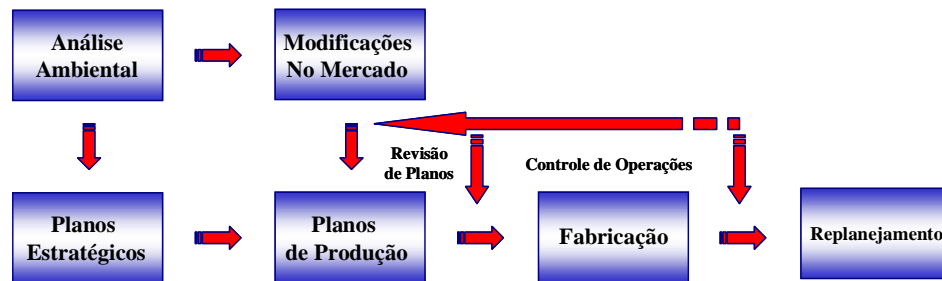 Análise
Ambiental
Modificações
No Mercado
Revisão
de Planos
Controle de Operações
Planos
Estratégicos
Planos
de Produção
Fabricação
Replanejamento